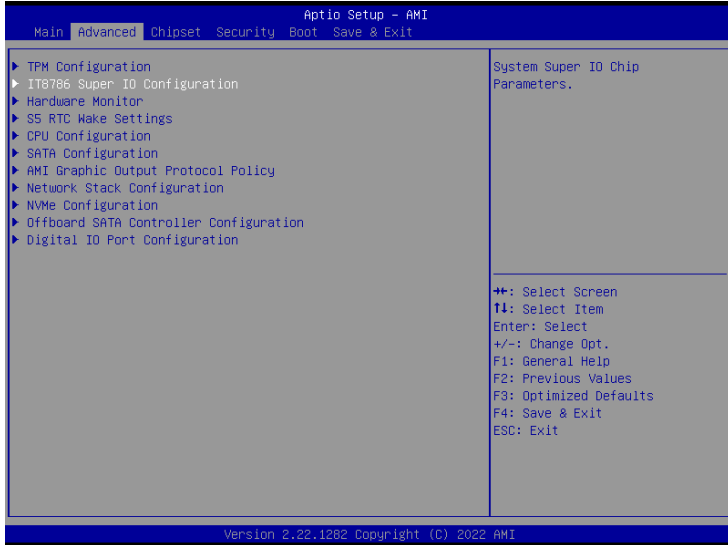 Aptio Setup – AMI
Main Advanced Chipset Security Boot Save & Exit
TPM Configuration
IT8786 Super IO Configuration
Hardware Monitor
S5 RTC Wake Settings
CPU Configuration
SATA Configuration
AMI Graphic Output Protocol Policy
Network Stack Configuration
NVMe Configuration
Offboard SATA Controller Configuration
Digital IO Port Configuration
System Super IO Chip
Parameters.
→←: Select Screen
↑↓: Select Item
Enter: Select
+/-: Change Opt.
F1: General Help
F2: Previous Values
F3: Optimized Defaults
F4: Save & Exit
ESC: Exit
Version 2.22.1282 Copyright (C) 2022 AMI